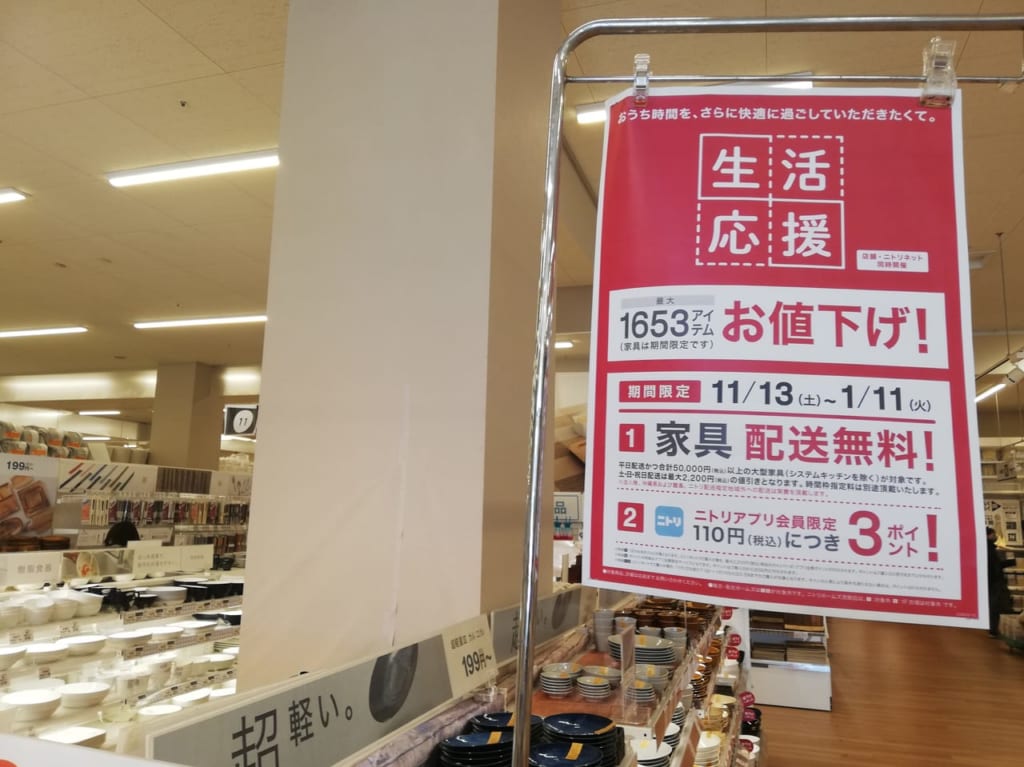 おうち時間を、さらに快適に過ごしていただきたくて。
生活
応援
店舗・ニトリネット
同時開催
最大
1653アイテム
(家具は期間限定です)
お値下げ!
期間限定 11/13(土)~1/11(火)
1 家具 配送無料!
平日配送かつ合計50,000円(税込)以上の大型家具(システムキッチンを除く)が対象です。
土・日・祝日配送は最大2,200円(税込)の値引きとなります。時間枠指定料は別途頂戴いたします。
2 ニトリ ニトリアプリ会員限定
110円(税込)につき
3ポイント!
11
199円~
樹脂食器
超軽い。
199円~